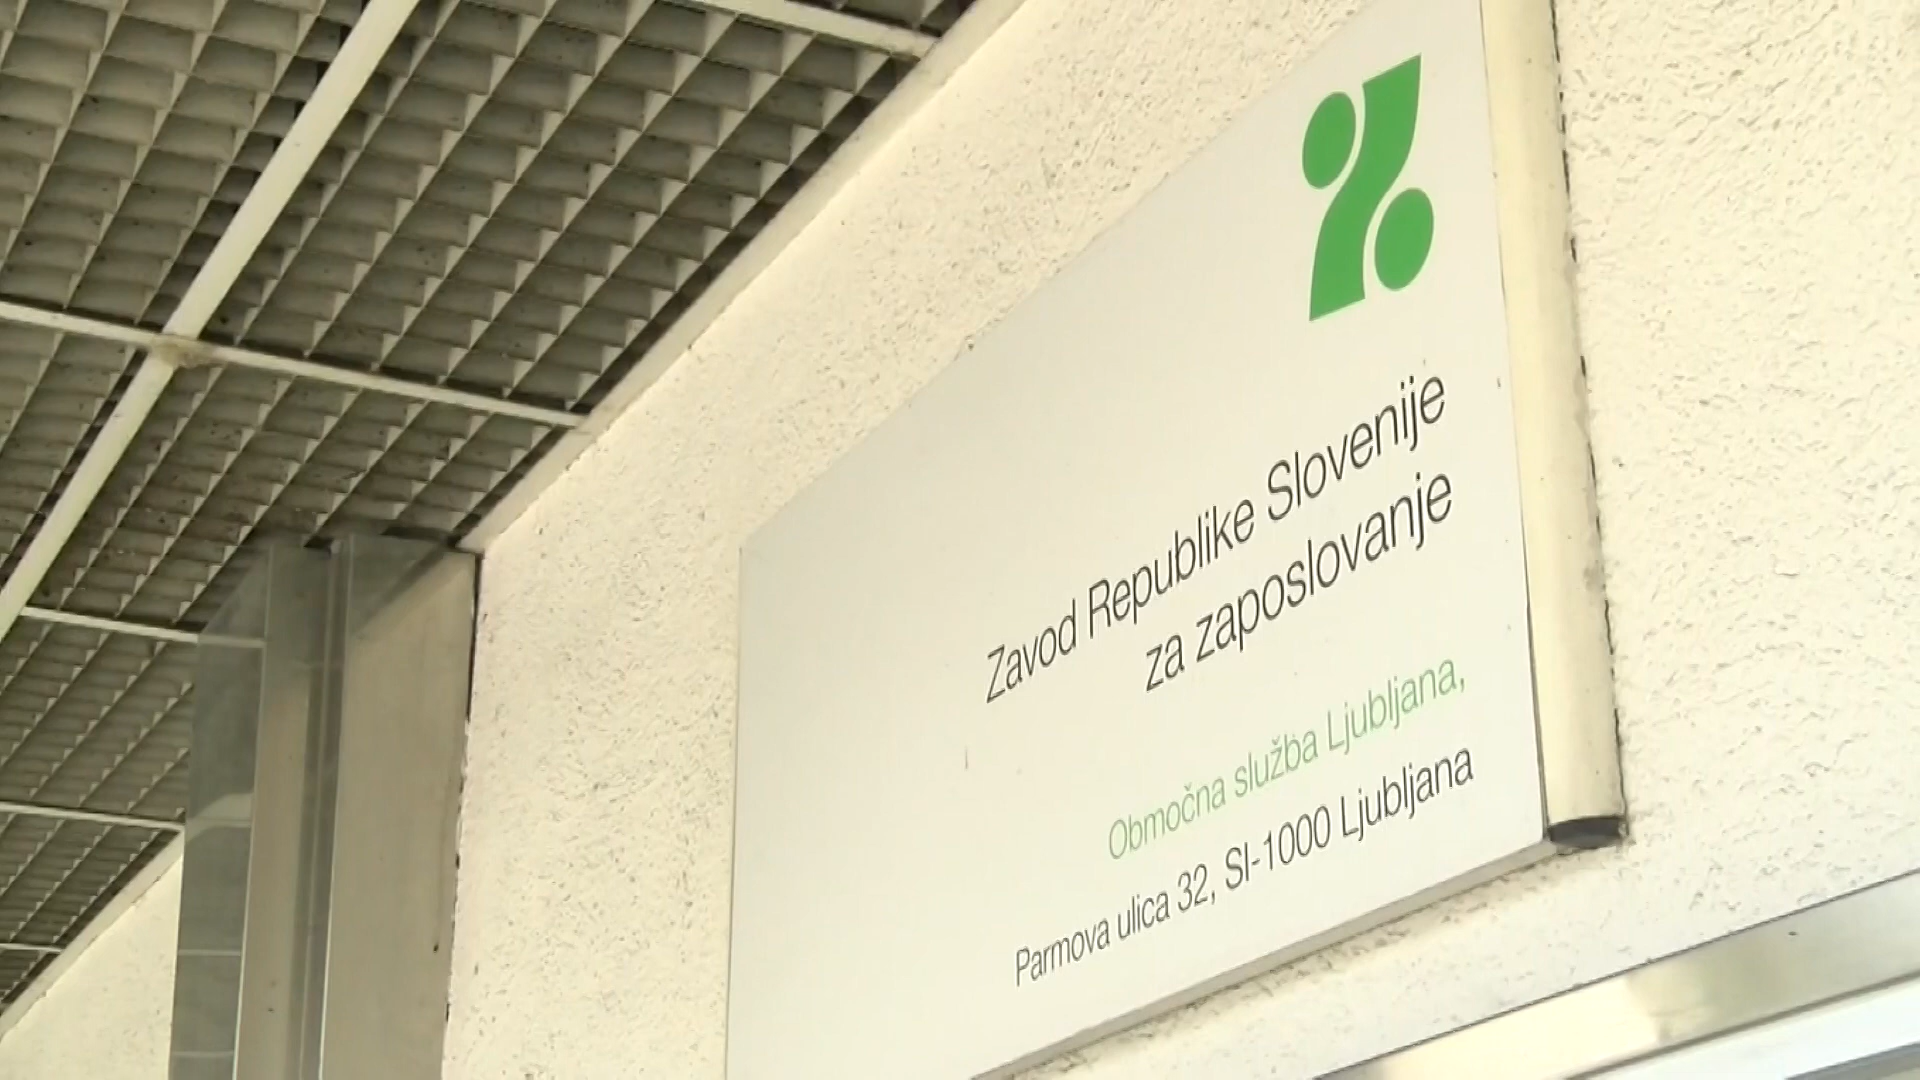 Zavod Republike Slovenije
za zaposlovanje
Območna služba Ljubljana,
Parmova ulica 32, SI-1000 Ljubljana